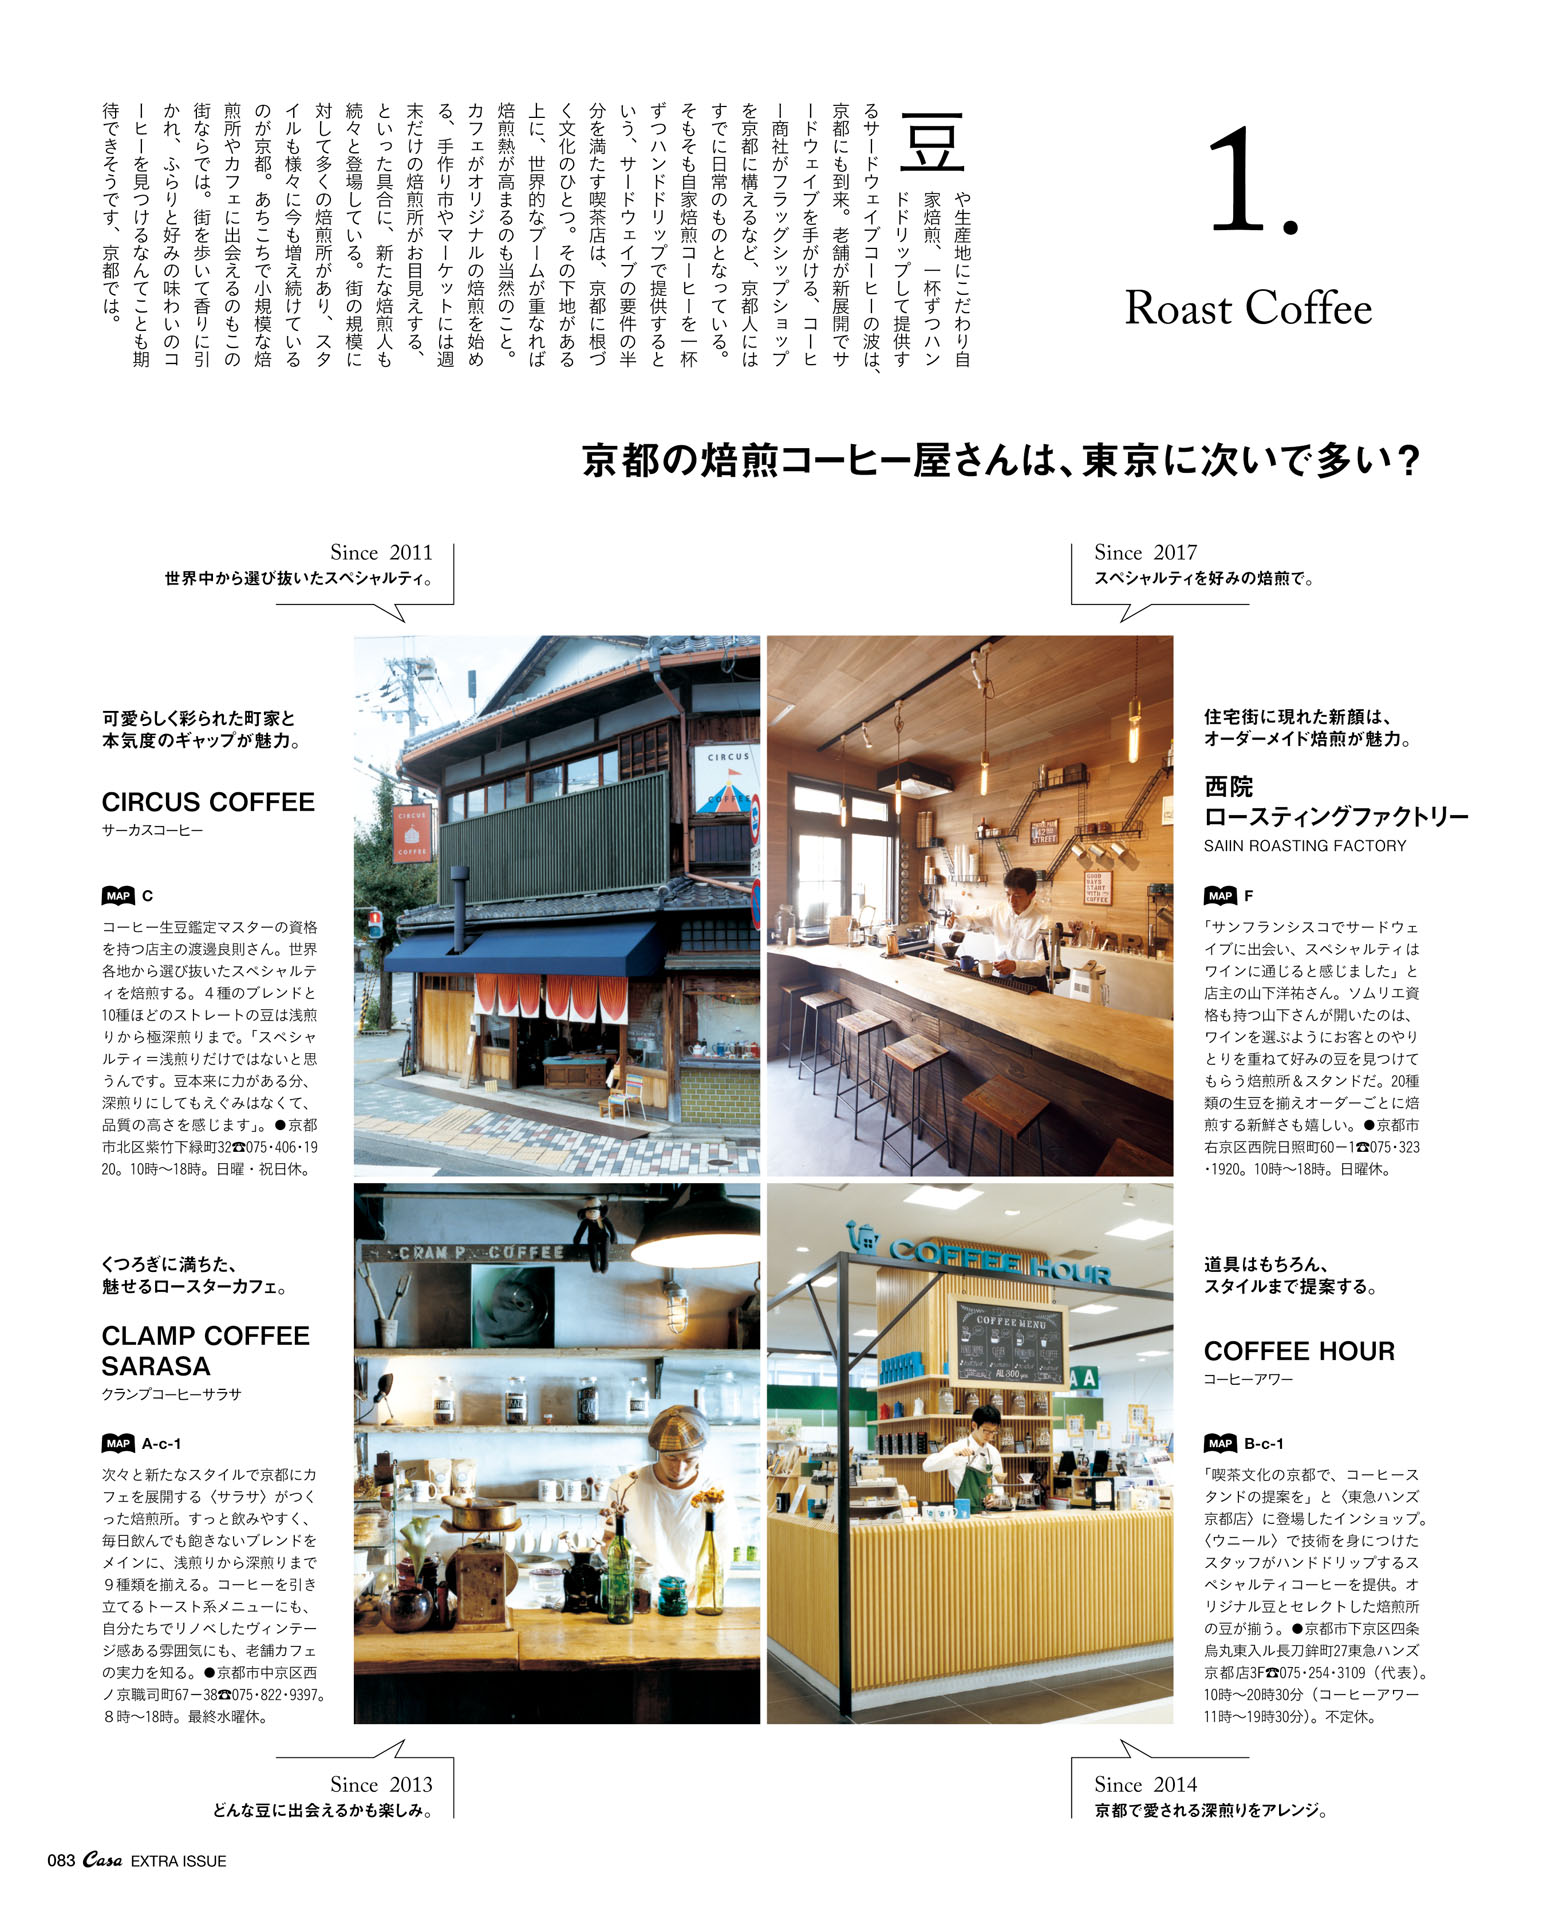 1.
Roast Coffee
豆
や生産地にこだわり自
家焙煎、一杯ずつハン
ドドリップして提供す
るサードウェイブコーヒーの波は、
京都にも到来。老舗が新展開でサ
ードウェイブを手がける、コーヒ
ー商社がフラッグシップショップ
を京都に構えるなど、京都人には
すでに日常のものとなっている。
そもそも自家焙煎コーヒーを一杯
ずつハンドドリップで提供すると
いう、サードウェイブの要件の半
分を満たす喫茶店は、京都に根づ
く文化のひとつ。その下地がある
上に、世界的なブームが重なれば
焙煎熱が高まるのも当然のこと。
カフェがオリジナルの焙煎を始め
る、手作り市やマーケットには週
末だけの焙煎所がお目見えする、
といった具合に、新たな焙煎人も
続々と登場している。街の規模に
対して多くの焙煎所があり、スタ
イルも様々に今も増え続けている
のが京都。あちこちで小規模な焙
煎所やカフェに出会えるのもこの
街ならでは。街を歩いて香りに引
かれ、ふらりと好みの味わいのコ
ーヒーを見つけるなんてことも期
待できそうです、京都では。
京都の焙煎コーヒー屋さんは、東京に次いで多い？
Since 2017
スペシャルティを好みの焙煎で。
住宅街に現れた新顔は、
オーダーメイド焙煎が魅力。
西院
ロースティングファクトリー
SAIIN ROASTING FACTORY
MAP F
「サンフランシスコでサードウェ
イブに出会い、スペシャルティは
ワインに通じると感じました」と
店主の山下洋祐さん。ソムリエ資
格も持つ山下さんが開いたのは、
ワインを選ぶようにお客とのやり
とりを重ねて好みの豆を見つけて
もらう焙煎所＆スタンドだ。20種
類の生豆を揃えオーダーごとに焙
煎する新鮮さも嬉しい。●京都市
右京区西院日照町60−1☎075・323
・1920。10時〜18時。日曜休。
42ND
STREET
GOOD
DAYS
START
WITH
COFFEE
Since 2011
世界中から選び抜いたスペシャルティ。
可愛らしく彩られた町家と
本気度のギャップが魅力。
CIRCUS COFFEE
サーカスコーヒー
MAP C
コーヒー生豆鑑定マスターの資格
を持つ店主の渡邊良則さん。世界
各地から選び抜いたスペシャルテ
ィを焙煎する。４種のブレンドと
10種ほどのストレートの豆は浅煎
りから極深煎りまで。「スペシャ
ルティ＝浅煎りだけではないと思
うんです。豆本来に力がある分、
深煎りにしてもえぐみはなくて、
品質の高さを感じます」。●京都
市北区紫竹下緑町32☎075・406・19
20。10時〜18時。日曜・祝日休。
CIRCUS
COFFEE
CIRCUS
COFFEE
道具はもちろん、
スタイルまで提案する。
COFFEE HOUR
コーヒーアワー
MAP B-c-1
「喫茶文化の京都で、コーヒース
タンドの提案を」と〈東急ハンズ
京都店〉に登場したインショップ。
〈ウニール〉で技術を身につけた
スタッフがハンドドリップするス
ペシャルティコーヒーを提供。オ
リジナル豆とセレクトした焙煎所
の豆が揃う。●京都市下京区四条
烏丸東入ル長刀鉾町27東急ハンズ
京都店3F☎075・254・3109（代表）。
10時〜20時30分（コーヒーアワー
11時〜19時30分）。不定休。
COFFEE HOUR
COFFEE MENU
ALL 300 yen
Since 2014
京都で愛される深煎りをアレンジ。
くつろぎに満ちた、
魅せるロースターカフェ。
CLAMP COFFEE
SARASA
クランプコーヒーサラサ
MAP A-c-1
次々と新たなスタイルで京都にカ
フェを展開する〈サラサ〉がつく
った焙煎所。すっと飲みやすく、
毎日飲んでも飽きないブレンドを
メインに、浅煎りから深煎りまで
９種類を揃える。コーヒーを引き
立てるトースト系メニューにも、
自分たちでリノベしたヴィンテー
ジ感ある雰囲気にも、老舗カフェ
の実力を知る。●京都市中京区西
ノ京職司町67−38☎075・822・9397。
８時〜18時。最終水曜休。
CRAMP COFFEE
Since 2013
どんな豆に出会えるかも楽しみ。
083 Casa EXTRA ISSUE